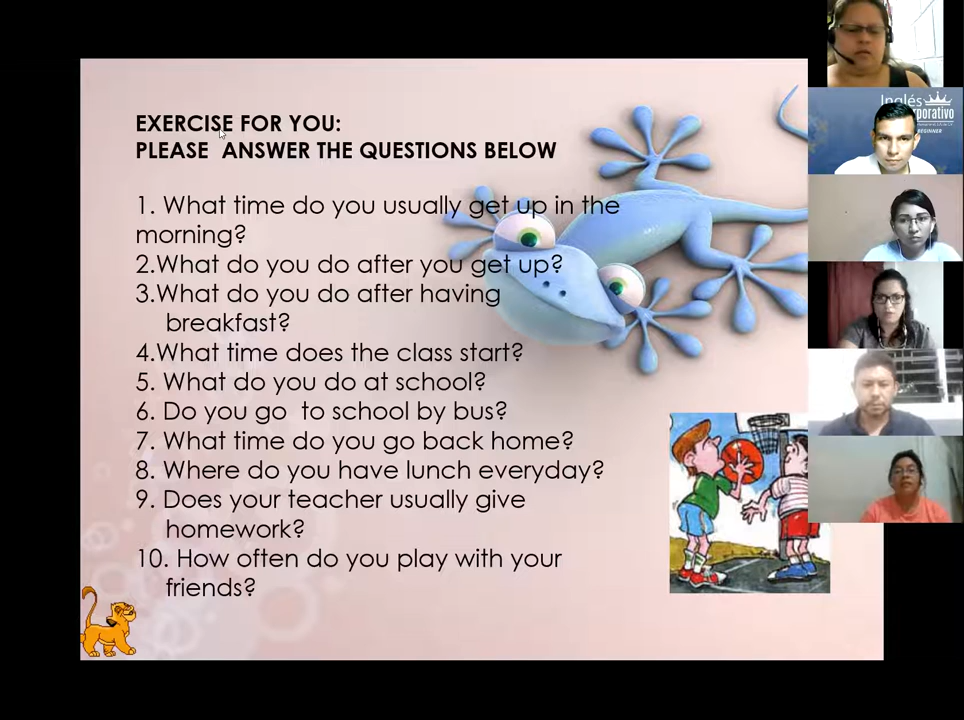 EXERCISE FOR YOU:
PLEASE ANSWER THE QUESTIONS BELOW
1. What time do you usually get up in the
morning?
2.What do you do after you get up?
3.What do you do after having
breakfast?
4.What time does the class start?
5. What do you do at school?
6. Do you go to school by bus?
7. What time do you go back home?
8. Where do you have lunch everyday?
9. Does your teacher usually give
homework?
10. How often do you play with your
friends?
Inglés
BEGINNER